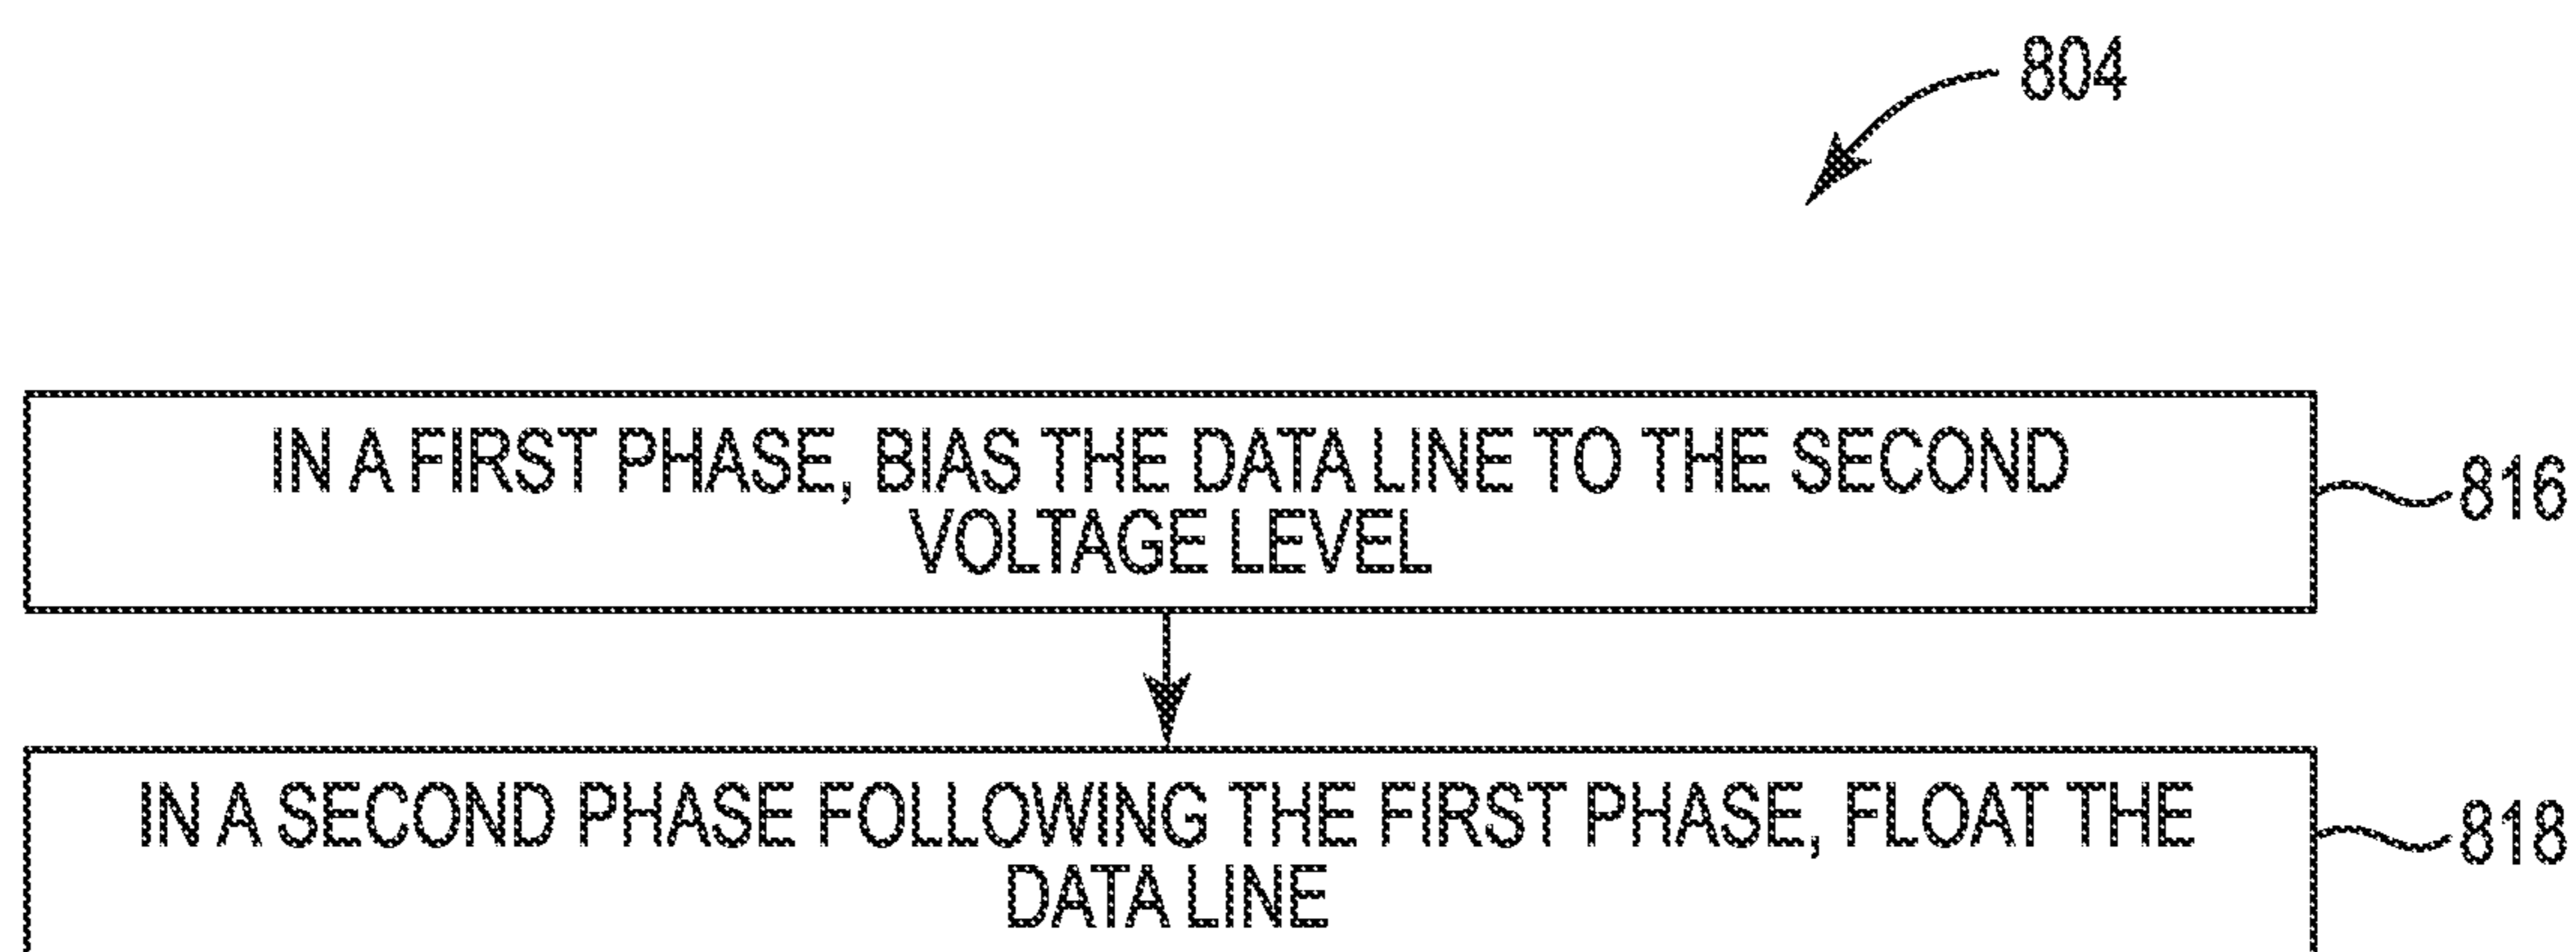 804
IN A FIRST PHASE, BIAS THE DATA LINE TO THE SECOND
VOLTAGE LEVEL
816
IN A SECOND PHASE FOLLOWING THE FIRST PHASE, FLOAT THE
DATA LINE
818